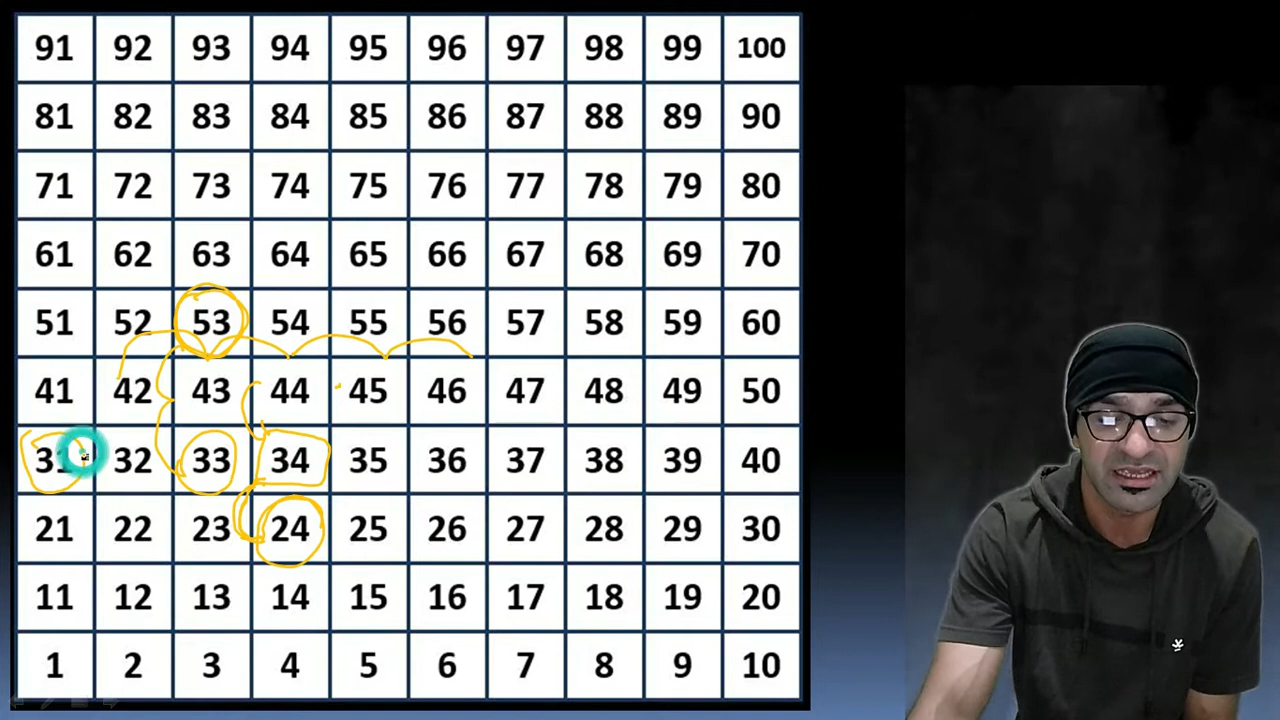 91 92 93 94 95 96 97 98 99 100
81 82 83 84 85 86 87 88 89 90
71 72 73 74 75 76 77 78 79 80
61 62 63 64 65 66 67 68 69 70
51 52 53 54 55 56 57 58 59 60
41 42 43 44 45 46 47 48 49 50
31 32 33 34 35 36 37 38 39 40
21 22 23 24 25 26 27 28 29 30
11 12 13 14 15 16 17 18 19 20
1 2 3 4 5 6 7 8 9 10